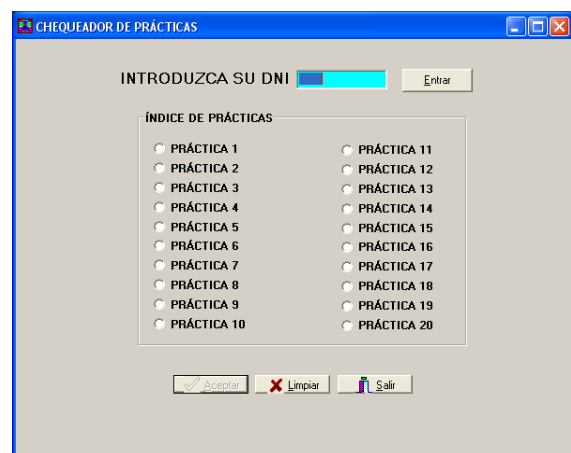 CHEQUEADOR DE PRÁCTICAS
INTRODUZCA SU DNI
Entrar
ÍNDICE DE PRÁCTICAS
PRÁCTICA 1
PRÁCTICA 2
PRÁCTICA 3
PRÁCTICA 4
PRÁCTICA 5
PRÁCTICA 6
PRÁCTICA 7
PRÁCTICA 8
PRÁCTICA 9
PRÁCTICA 10
PRÁCTICA 11
PRÁCTICA 12
PRÁCTICA 13
PRÁCTICA 14
PRÁCTICA 15
PRÁCTICA 16
PRÁCTICA 17
PRÁCTICA 18
PRÁCTICA 19
PRÁCTICA 20
Aceptar Limpiar Salir